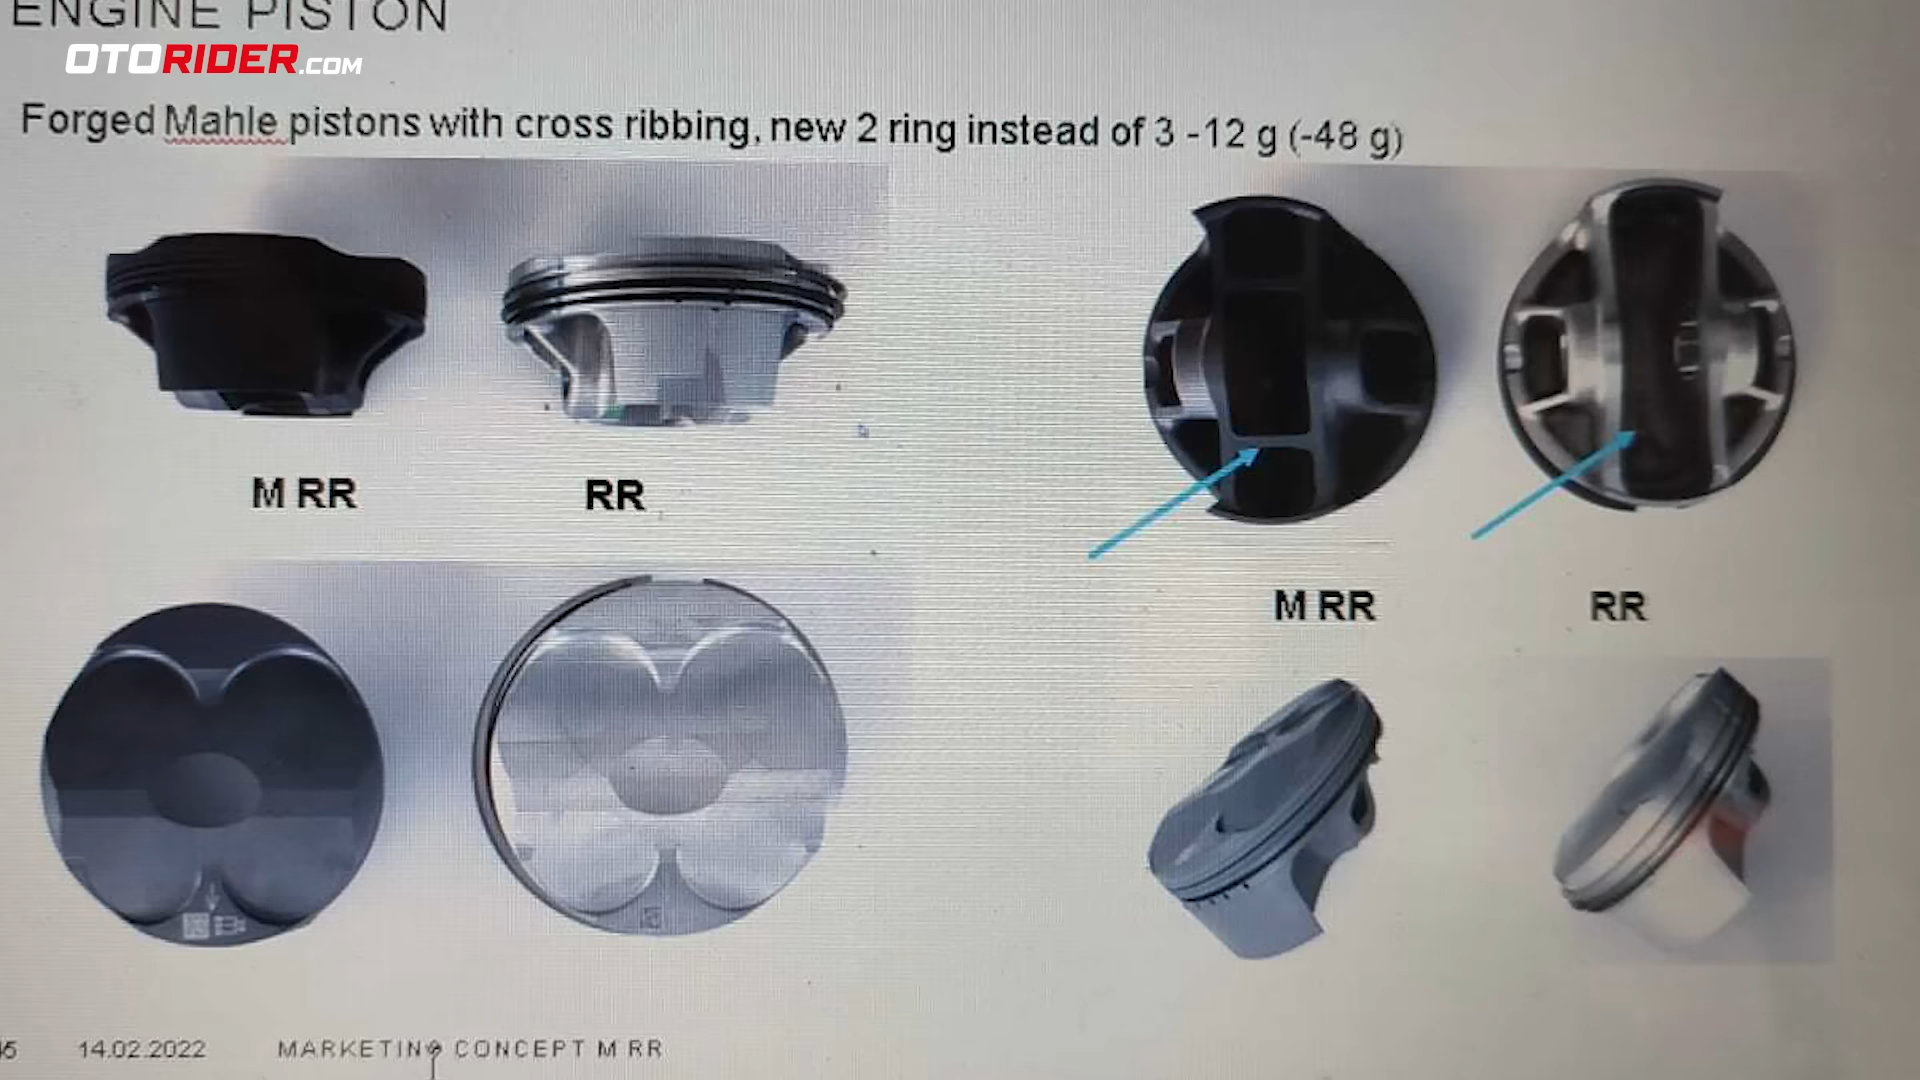 ENGINE PISTON
OTORIDER.COM
Forged Mahle pistons with cross ribbing, new 2 ring instead of 3 -12 g (-48 g)
M RR
RR
M RR
RR
14.02.2022
MARKETING CONCEPT M RR